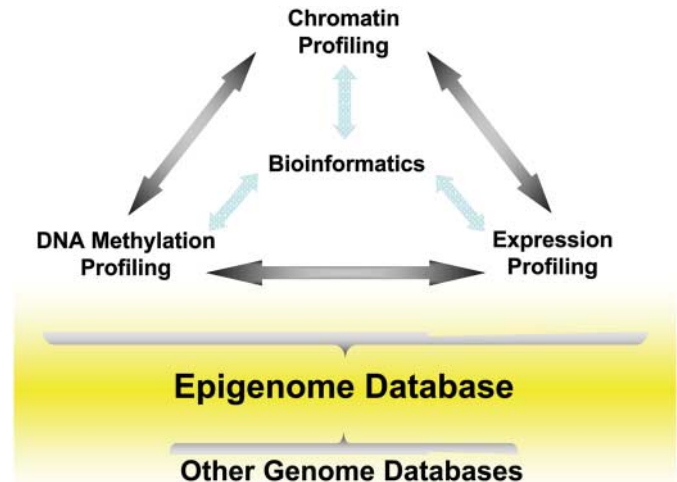 Chromatin
Profiling
Bioinformatics
DNA Methylation
Profiling
Expression
Profiling
Epigenome Database
Other Genome Databases